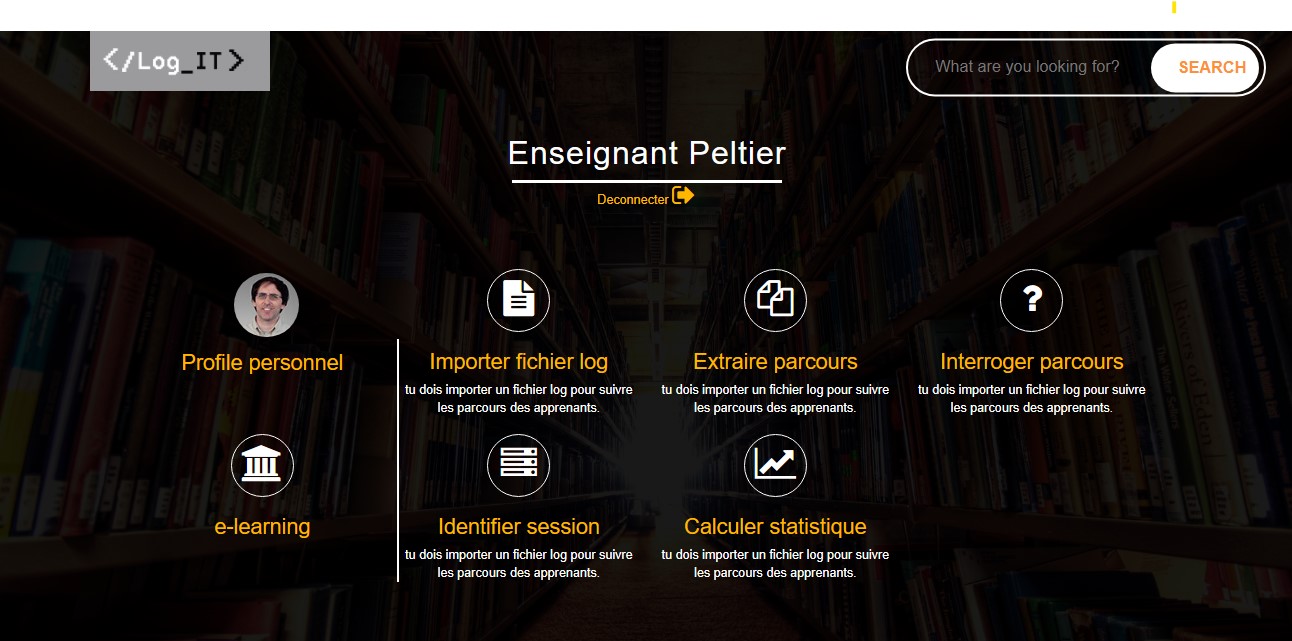 </Log_IT>
What are you looking for? SEARCH
Enseignant Peltier
Deconnecter
Profile personnel
Importer fichier log
tu dois importer un fichier log pour suivre
les parcours des apprenants.
Extraire parcours
tu dois importer un fichier log pour suivre
les parcours des apprenants.
Interroger parcours
tu dois importer un fichier log pour suivre
les parcours des apprenants.
e-learning
Identifier session
tu dois importer un fichier log pour suivre
les parcours des apprenants.
Calculer statistique
tu dois importer un fichier log pour suivre
les parcours des apprenants.
River of Eden